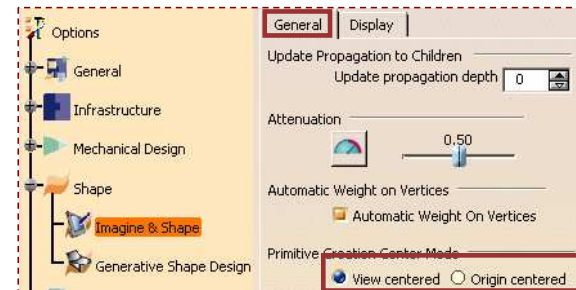 Options
General
Infrastructure
Mechanical Design
Shape
Imagine & Shape
Generative Shape Design
General Display
Update Propagation to Children
Update propagation depth 0
Attenuation
0.50
Automatic Weight on Vertices
Automatic Weight On Vertices
Primitive Creation Center Mode
View centered Origin centered